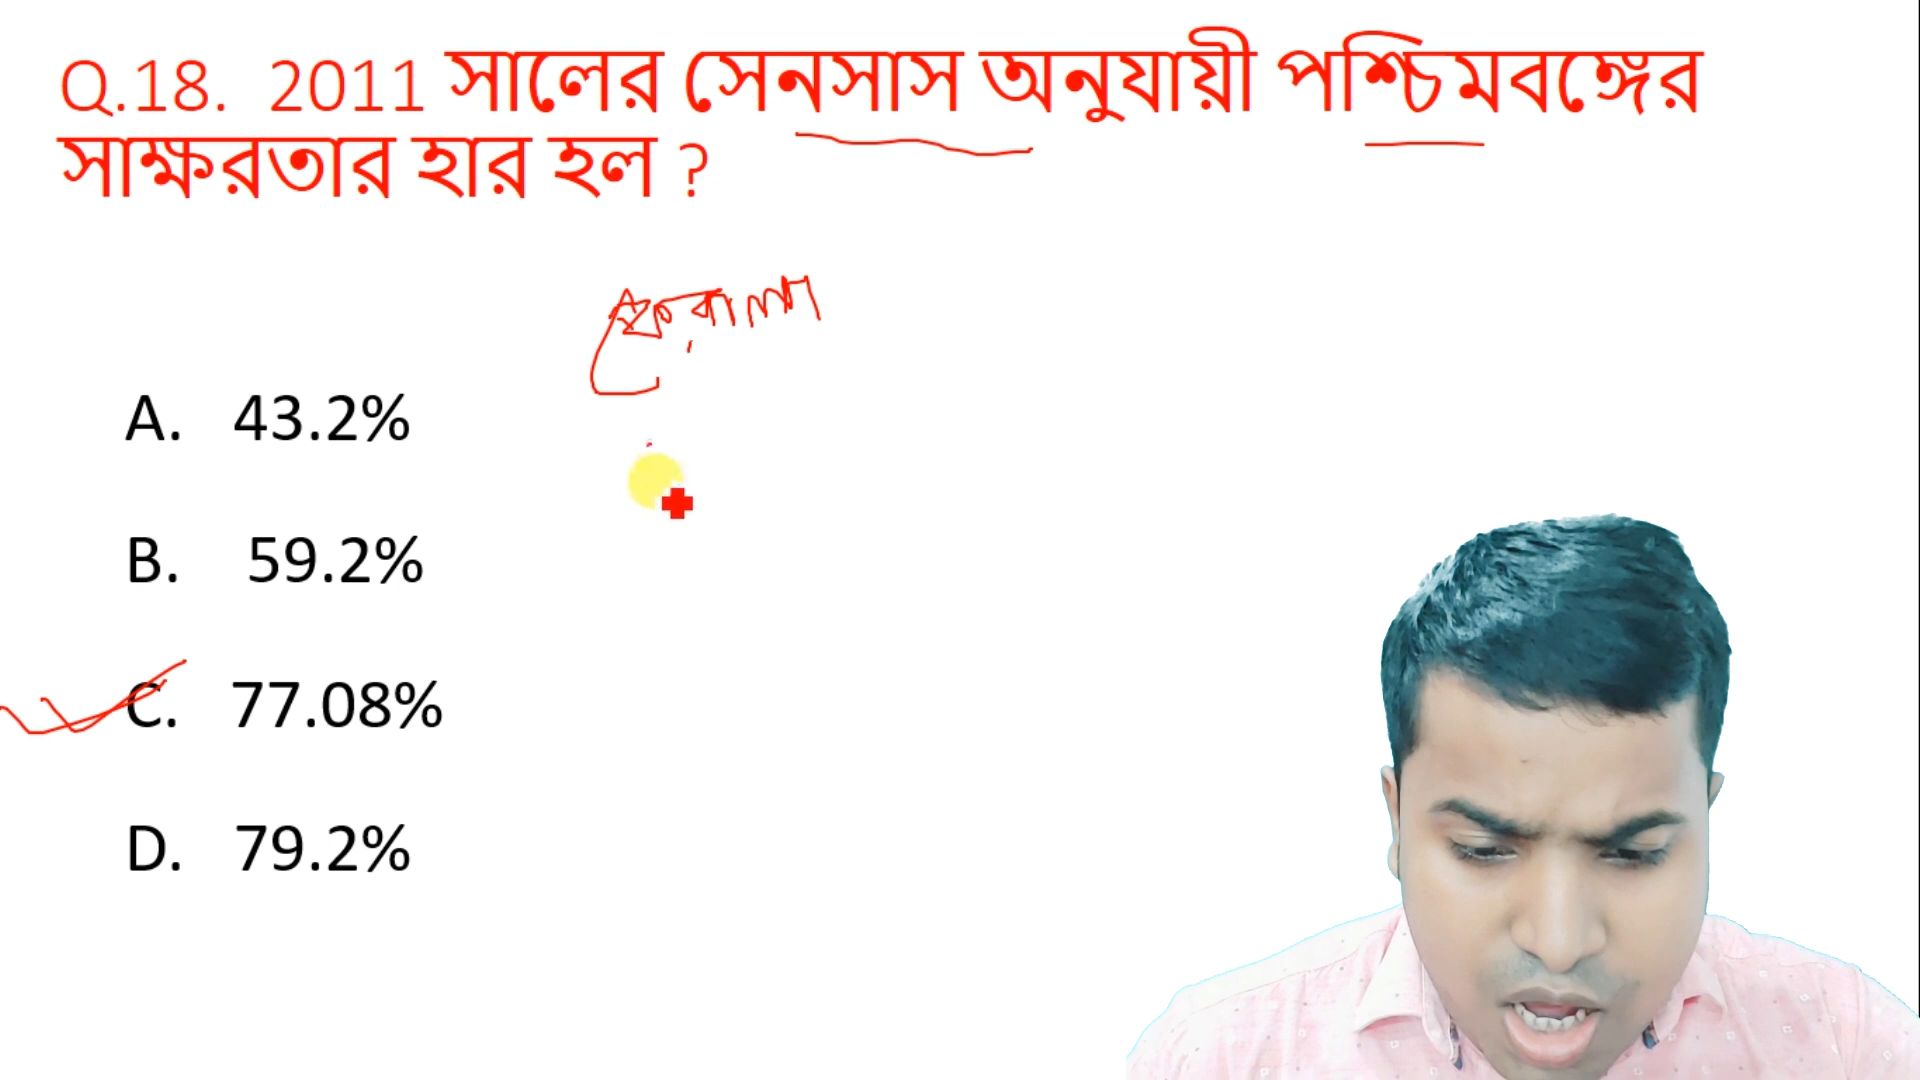 Q.18. 2011 সালের সেনসাস অনুযায়ী পশ্চিমবঙ্গের
সাক্ষরতার হার হল ?
A. 43.2%
B. 59.2%
C. 77.08%
D. 79.2%